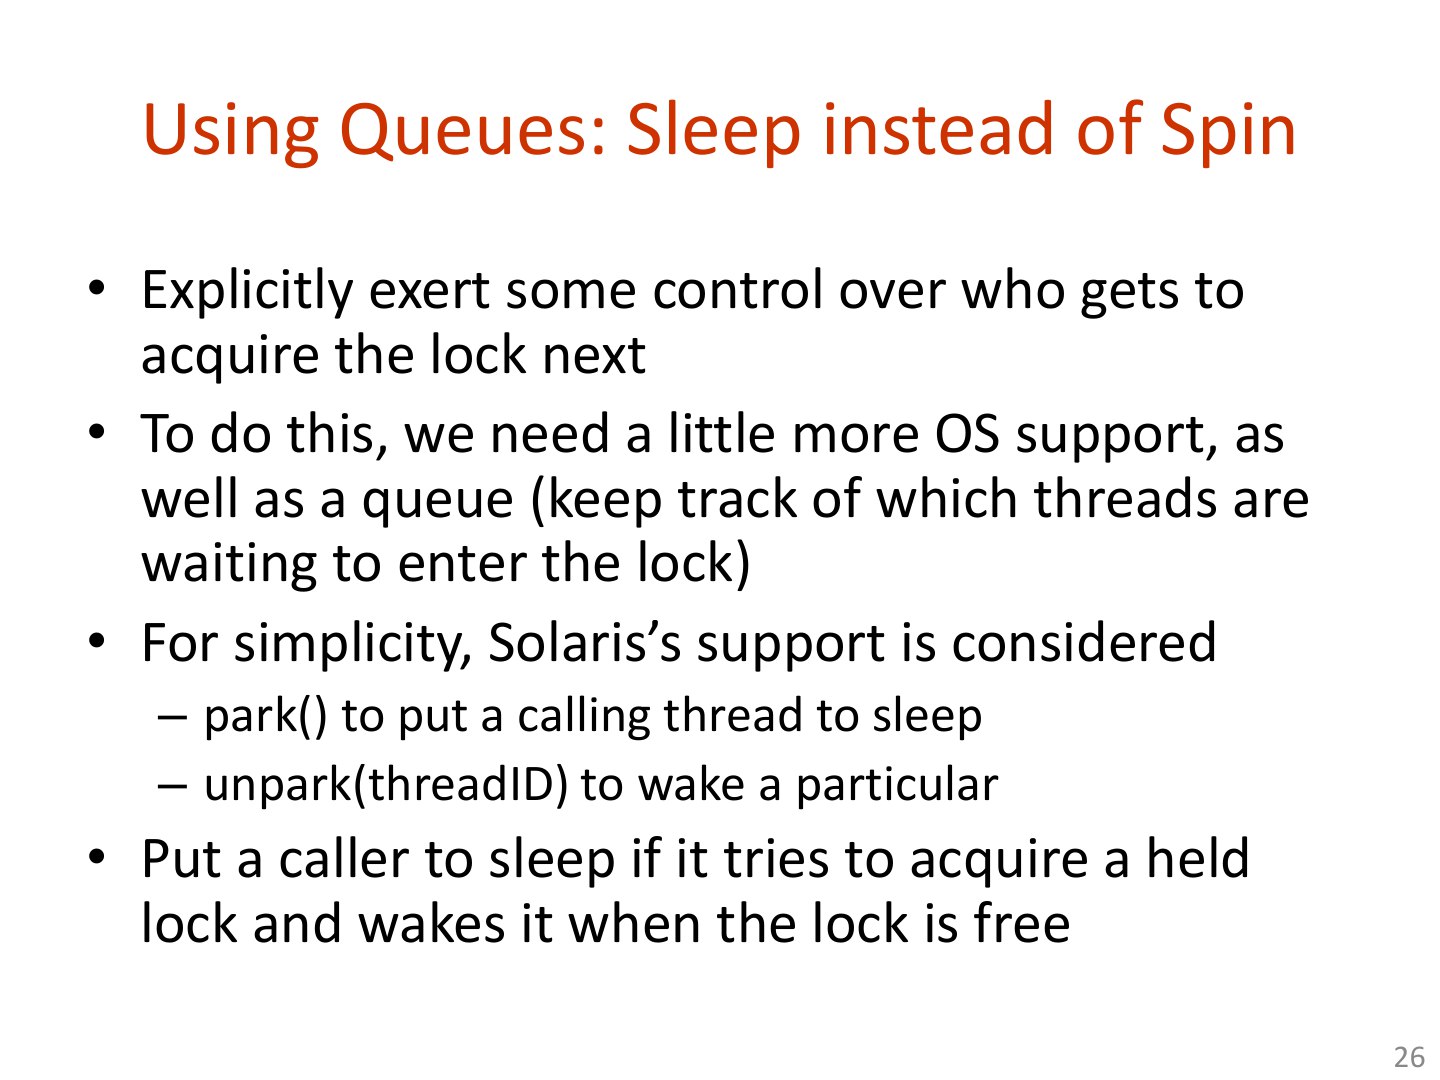 Using Queues: Sleep instead of Spin
• Explicitly exert some control over who gets to
acquire the lock next
• To do this, we need a little more OS support, as
well as a queue (keep track of which threads are
waiting to enter the lock)
• For simplicity, Solaris’s support is considered
– park() to put a calling thread to sleep
– unpark(threadID) to wake a particular
• Put a caller to sleep if it tries to acquire a held
lock and wakes it when the lock is free
26